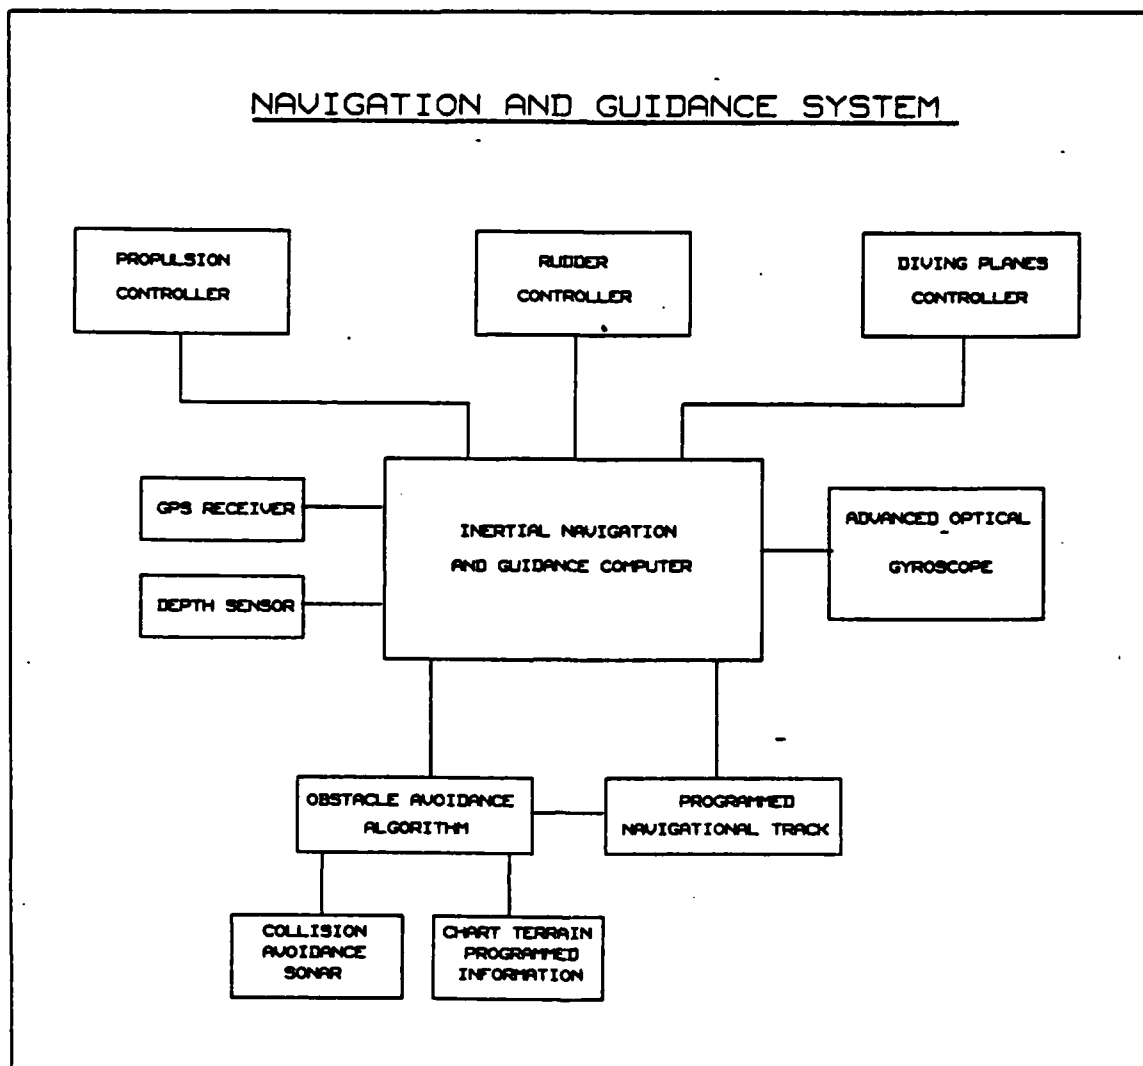 NAVIGATION AND GUIDANCE SYSTEM
PROPULSION
CONTROLLER
RUDDER
CONTROLLER
DIVING PLANES
CONTROLLER
GPS RECEIVER
DEPTH SENSOR
INERTIAL NAVIGATION
AND GUIDANCE COMPUTER
ADVANCED OPTICAL
GYROSCOPE
OBSTACLE AVOIDANCE
ALGORITHM
PROGRAMMED
NAVIGATIONAL TRACK
COLLISION
AVOIDANCE
SONAR
CHART TERRAIN
PROGRAMMED
INFORMATION